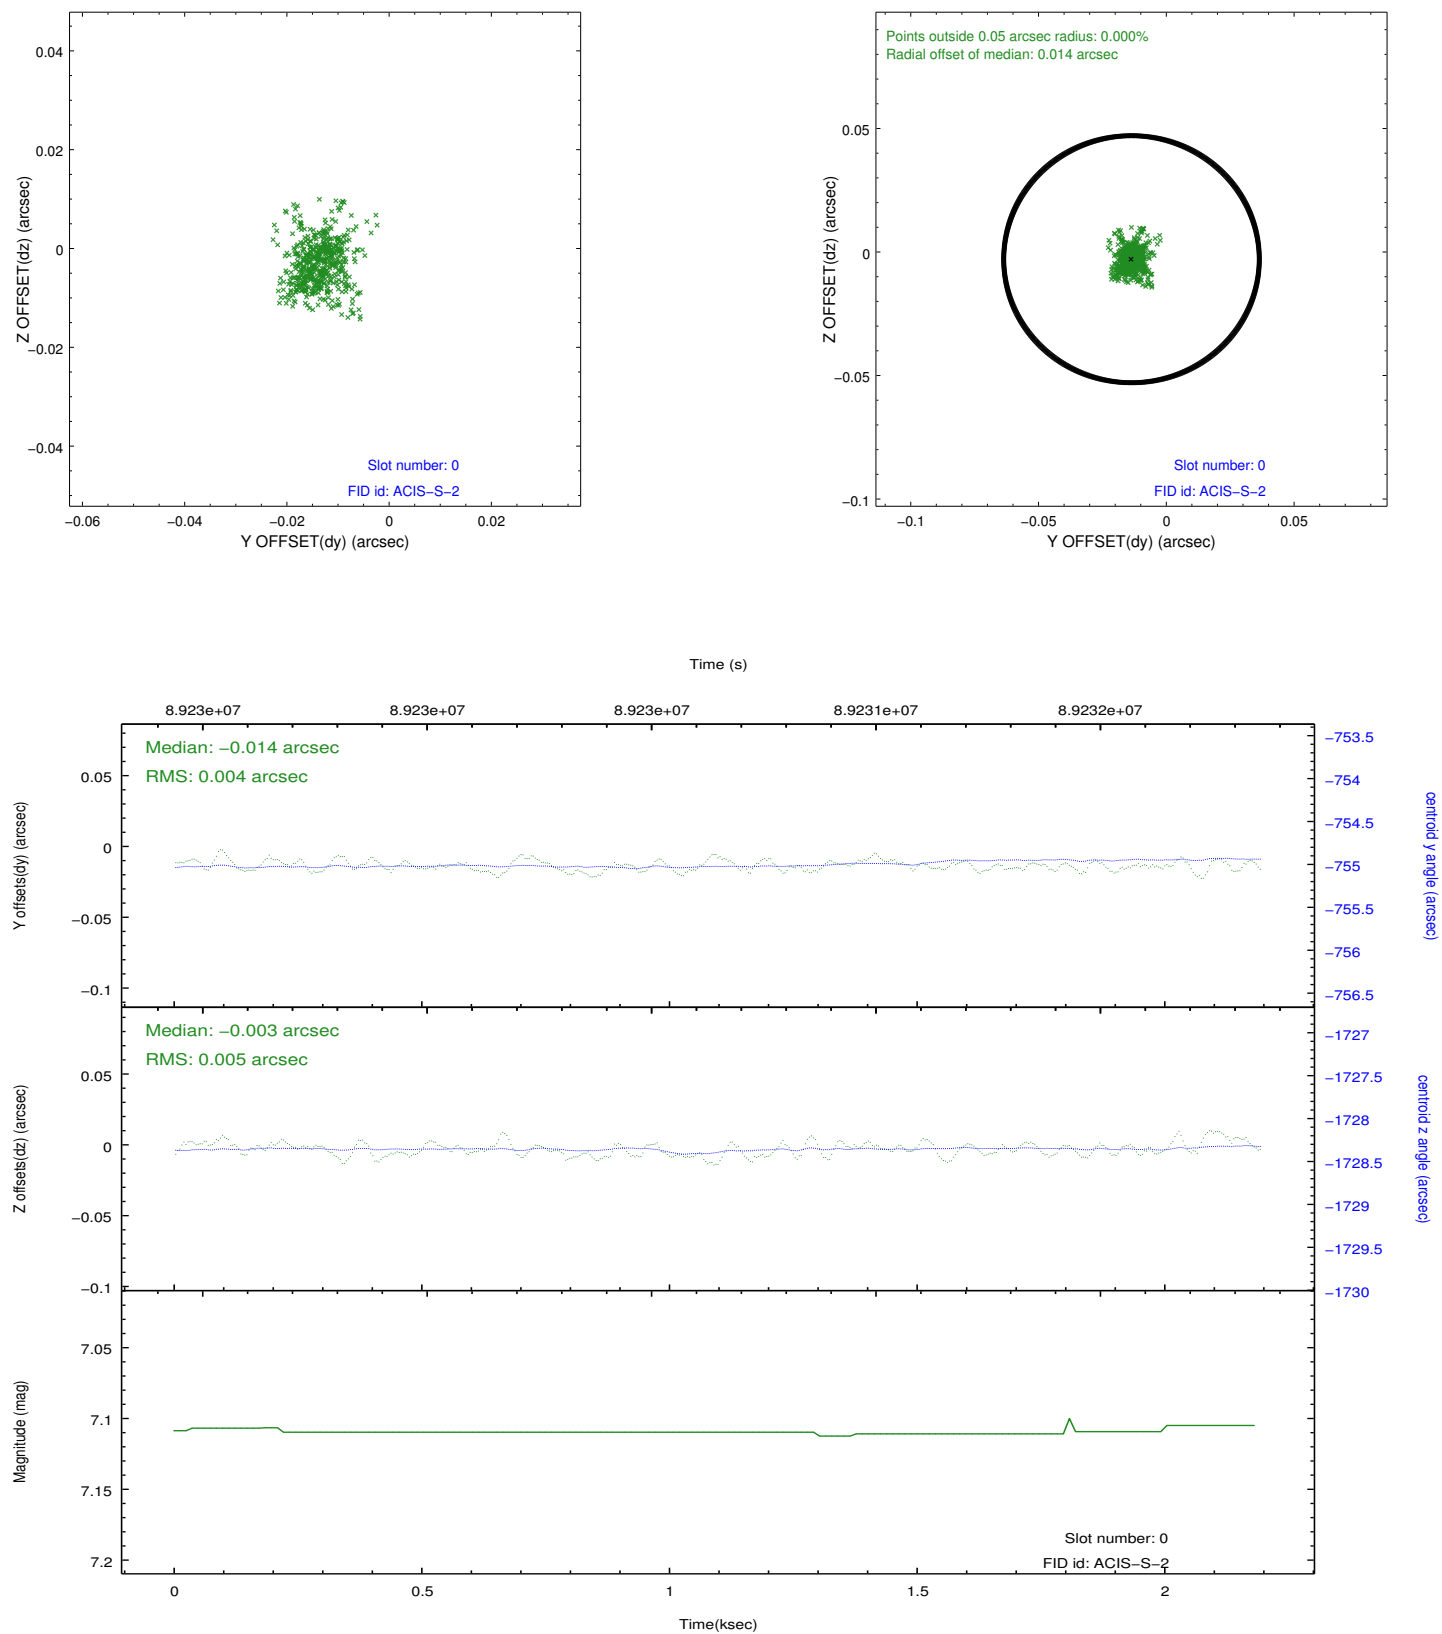 0.04
0.02
0
−0.02
−0.04
Z OFFSET(dz) (arcsec)
Slot number: 0
FID id: ACIS−S−2
−0.06
−0.04
−0.02
0
0.02
Y OFFSET(dy) (arcsec)
Points outside 0.05 arcsec radius: 0.000%
Radial offset of median: 0.014 arcsec
0.05
0
−0.05
−0.1
Z OFFSET(dz) (arcsec)
Slot number: 0
FID id: ACIS−S−2
−0.1
−0.05
0
0.05
Y OFFSET(dy) (arcsec)
Time (s)
8.923e+07
8.923e+07
8.923e+07
8.9231e+07
8.9232e+07
Median: −0.014 arcsec
RMS: 0.004 arcsec
0.05
0
−0.05
−0.1
Y offsets(dy) (arcsec)
−753.5
−754
−754.5
−755
−755.5
−756
−756.5
centroid y angle (arcsec)
Median: −0.003 arcsec
RMS: 0.005 arcsec
0.05
0
−0.05
−0.1
Z offsets(dz) (arcsec)
−1727
−1727.5
−1728
−1728.5
−1729
−1729.5
−1730
centroid z angle (arcsec)
7.05
7.1
7.15
7.2
Magnitude (mag)
Slot number: 0
FID id: ACIS−S−2
0
0.5
1
1.5
2
Time(ksec)